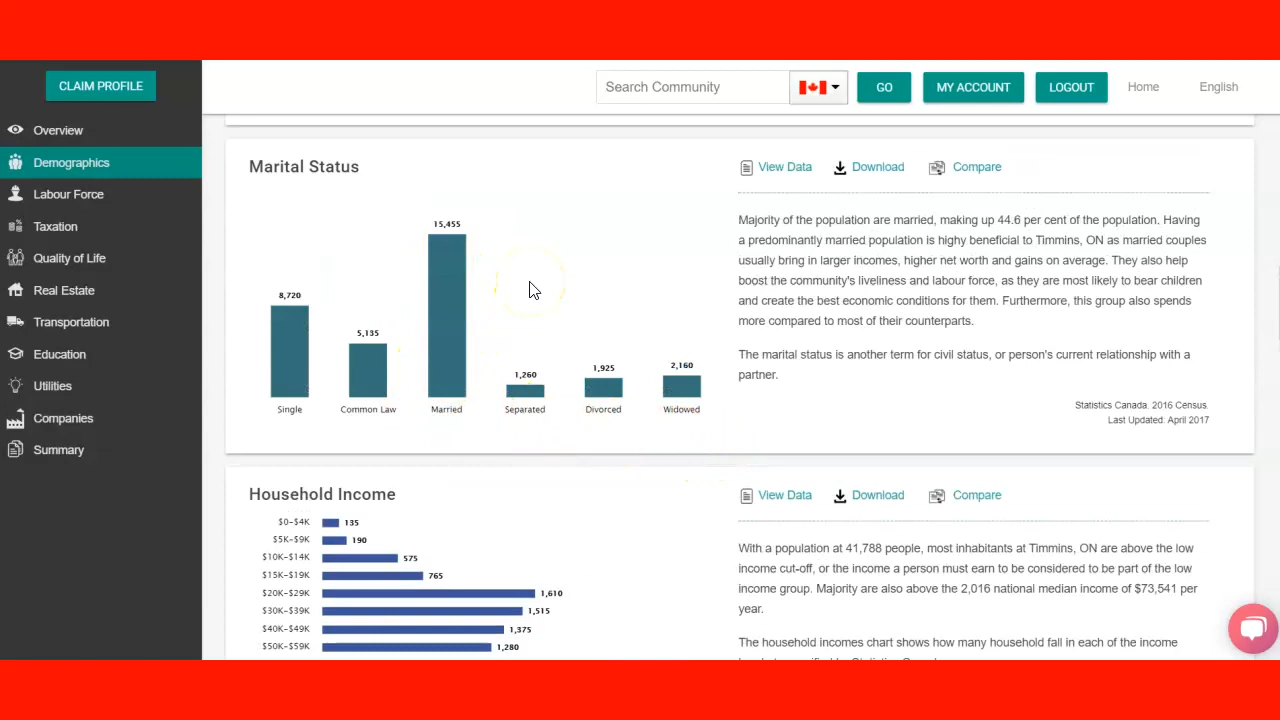 CLAIM PROFILE
Search Community
GO
MY ACCOUNT
LOGOUT
Home
English
Overview
Demographics
Labour Force
Taxation
Quality of Life
Real Estate
Transportation
Education
Utilities
Companies
Summary
Marital Status
15,455
8,720
5,135
1,260
1,925
2,160
Single
Common Law
Married
Separated
Divorced
Widowed
View Data
Download
Compare
Majority of the population are married, making up 44.6 per cent of the population. Having
a predominantly married population is highy beneficial to Timmins, ON as married couples
usually bring in larger incomes, higher net worth and gains on average. They also help
boost the community's liveliness and labour force, as they are most likely to bear children
and create the best economic conditions for them. Furthermore, this group also spends
more compared to most of their counterparts.
The marital status is another term for civil status, or person's current relationship with a
partner.
Statistics Canada. 2016 Census.
Last Updated: April 2017
Household Income
$0-$4K 135
$5K-$9K 190
$10K-$14K 575
$15K-$19K 765
$20K-$29K 1,610
$30K-$39K 1,515
$40K-$49K 1,375
$50K-$59K 1,280
View Data
Download
Compare
With a population at 41,788 people, most inhabitants at Timmins, ON are above the low
income cut-off, or the income a person must earn to be considered to be part of the low
income group. Majority are also above the 2,016 national median income of $73,541 per
year.
The household incomes chart shows how many household fall in each of the income